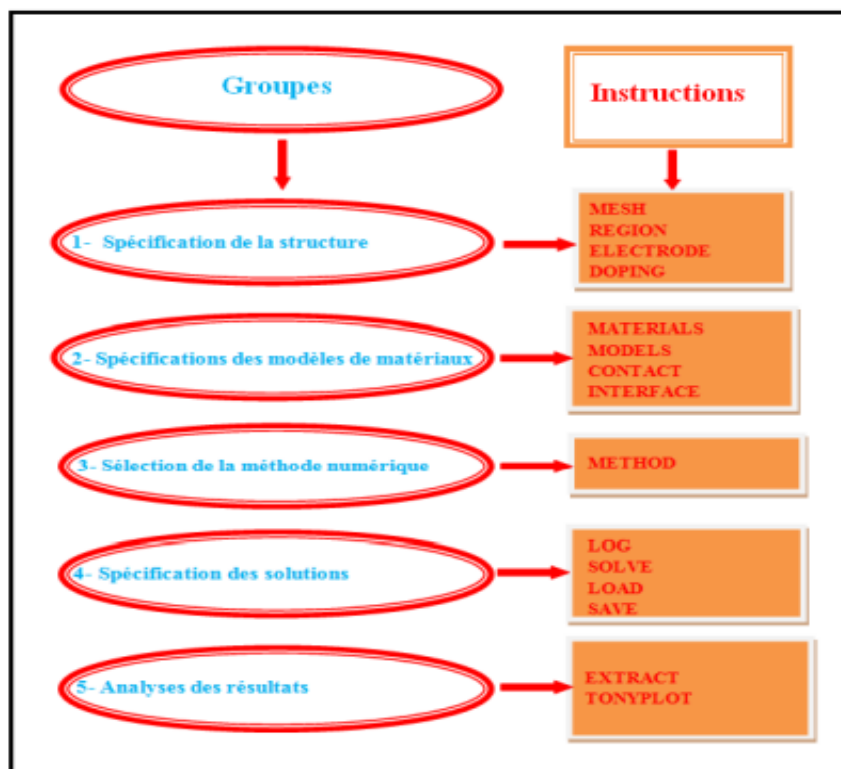 Groupes
Instructions
1- Spécification de la structure
MESH
REGION
ELECTRODE
DOPING
2- Spécifications des modèles de matériaux
MATERIALS
MODELS
CONTACT
INTERFACE
3- Sélection de la méthode numérique
METHOD
4- Spécification des solutions
LOG
SOLVE
LOAD
SAVE
5- Analyses des résultats
EXTRACT
TONYPLOT